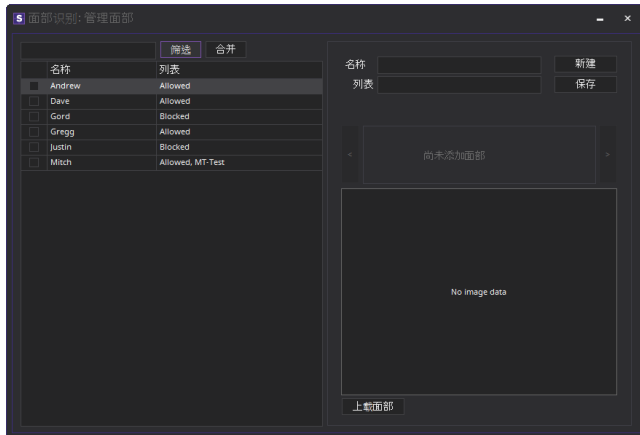 S 面部识别: 管理面部
筛选 合并
名称 列表
Andrew Allowed
Dave Allowed
Gord Blocked
Gregg Allowed
Justin Blocked
Mitch Allowed, MT-Test
名称 新建
列表 保存
< 尚未添加面部 >
No image data
上载面部